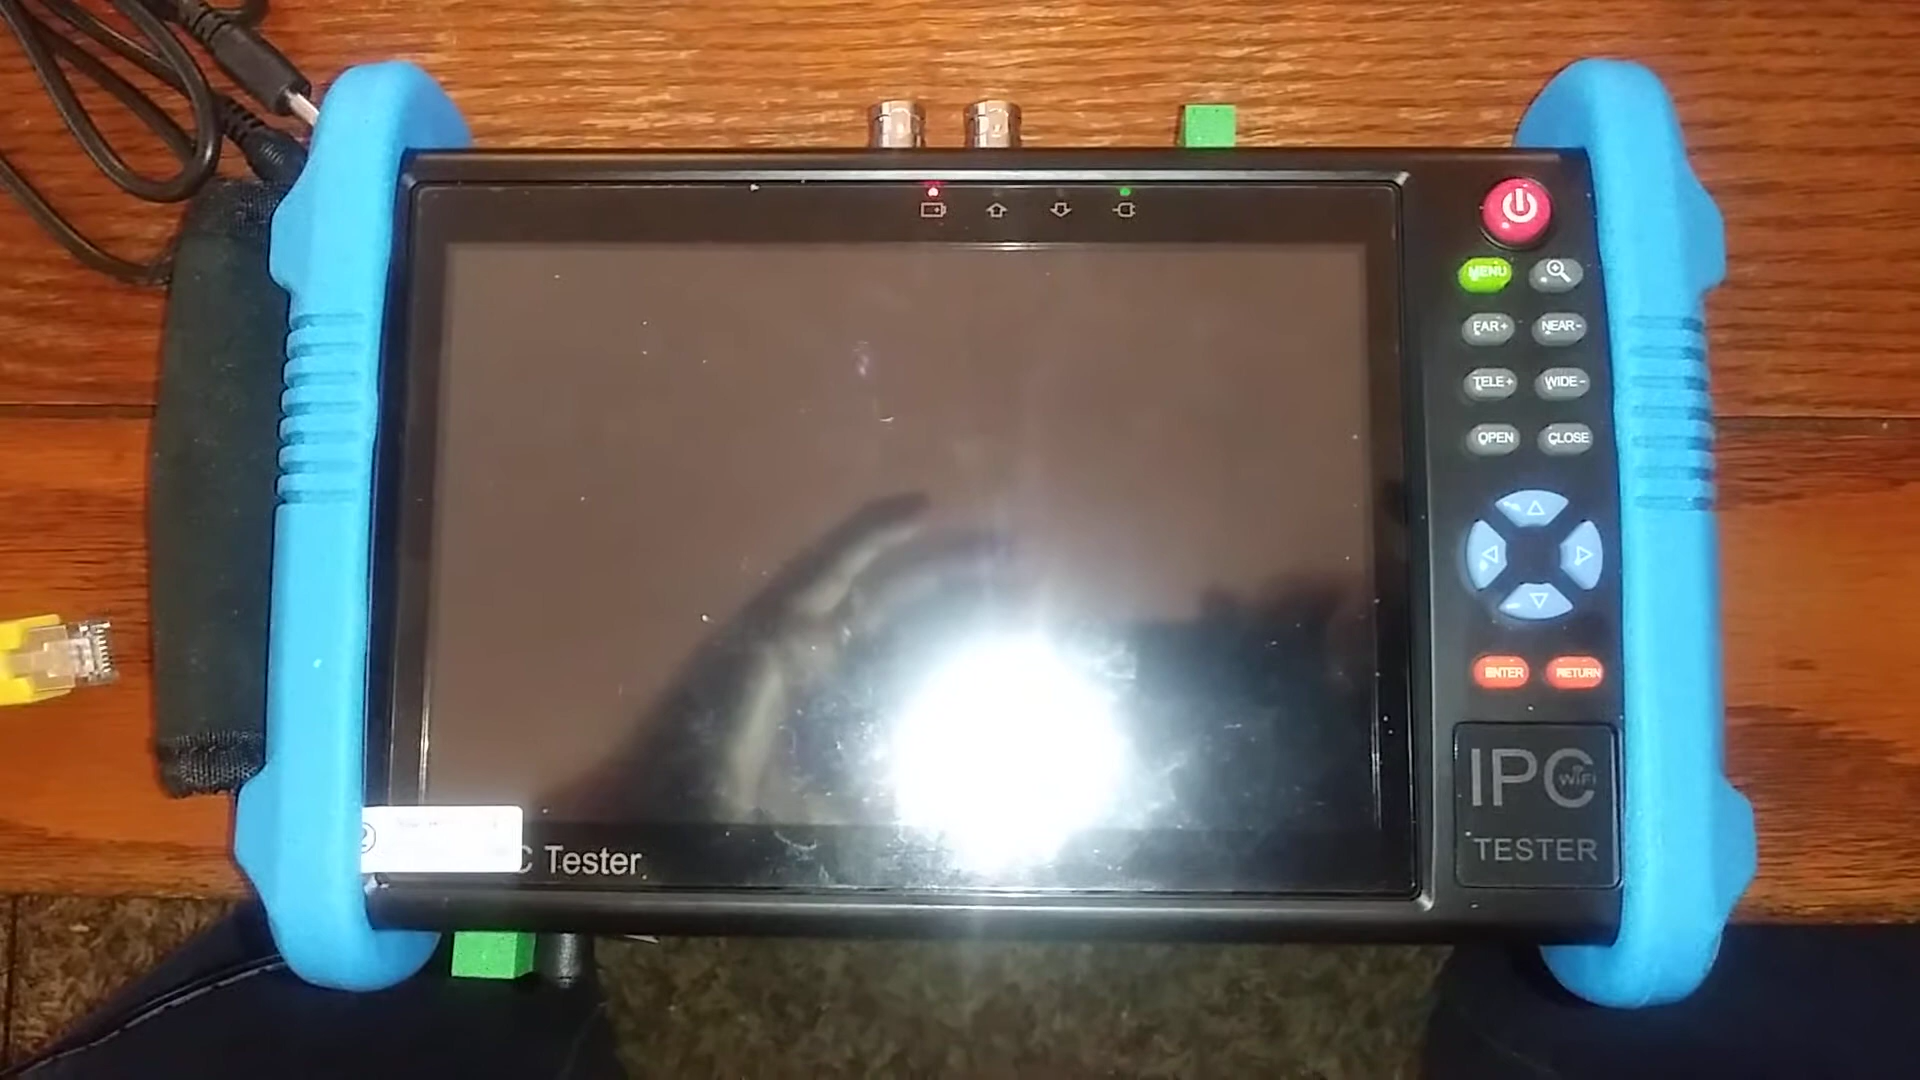 MENU
FAR+ NEAR-
TELE+ WIDE-
OPEN CLOSE
ENTER RETURN
IPC
WIFI
TESTER
C Tester